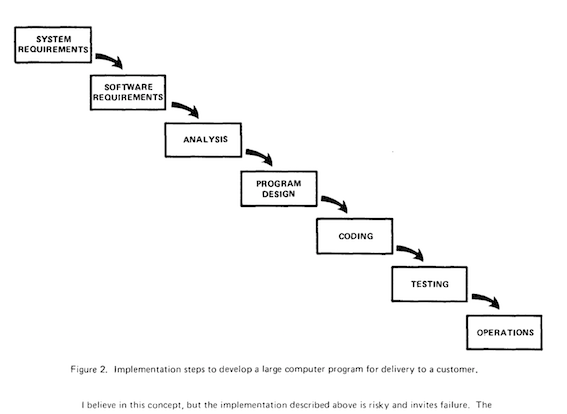 SYSTEM
REQUIREMENTS
SOFTWARE
REQUIREMENTS
ANALYSIS
PROGRAM
DESIGN
CODING
TESTING
OPERATIONS
Figure 2. Implementation steps to develop a large computer program for delivery to a customer.
I believe in this concept, but the implementation described above is risky and invites failure. The